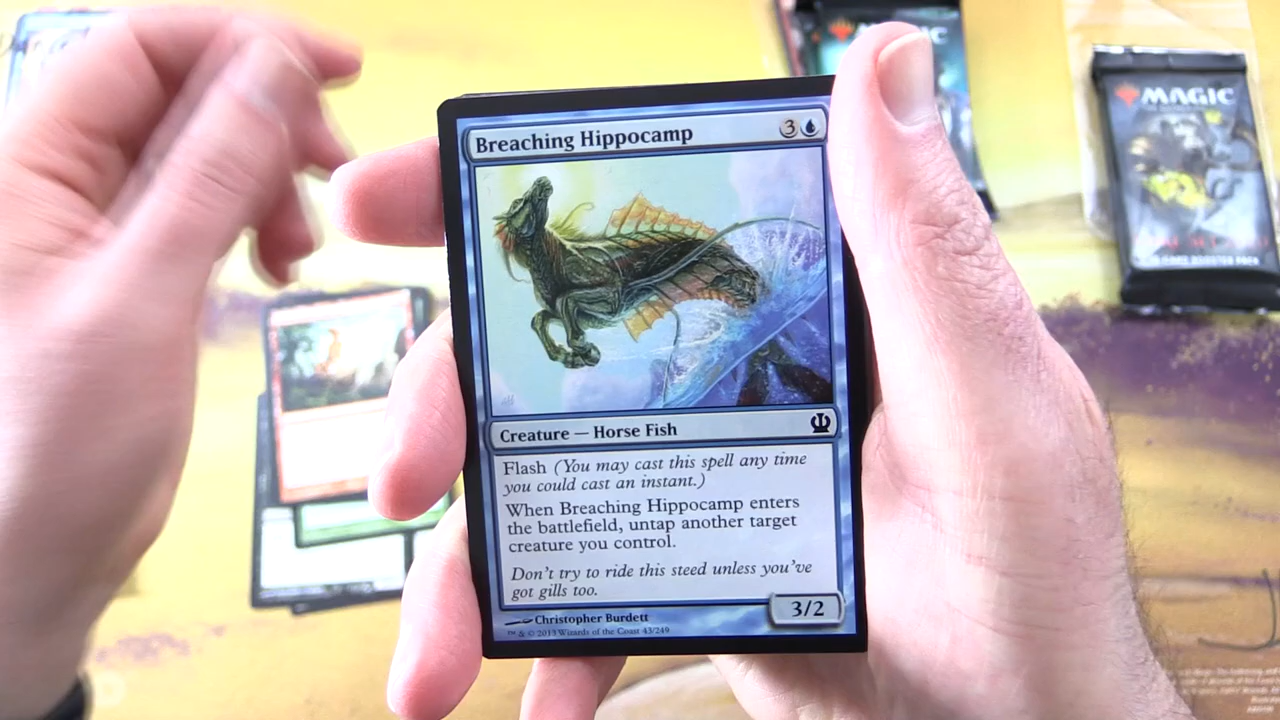 MAGIC
MAGIC
Breaching Hippocamp
3
Creature — Horse Fish
Flash (You may cast this spell any time
you could cast an instant.)
When Breaching Hippocamp enters
the battlefield, untap another target
creature you control.
Don't try to ride this steed unless you've
got gills too.
3/2
Christopher Burdett
™ & © 2013 Wizards of the Coast 43/249